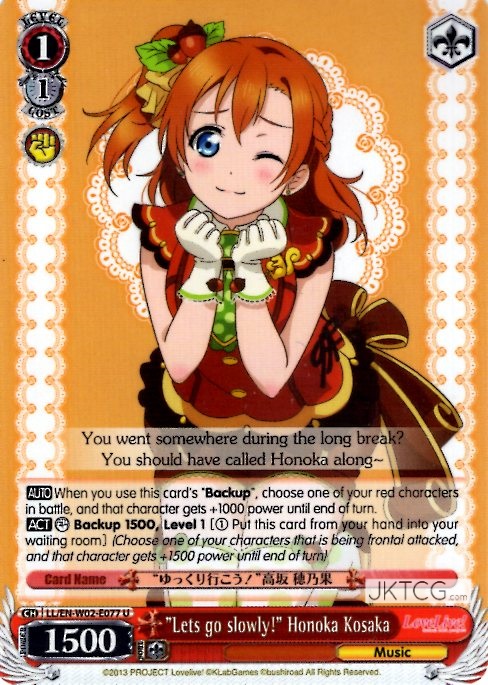 LEVEL
1
1
COST
You went somewhere during the long break?
You should have called Honoka along~
AUTO When you use this card's "Backup", choose one of your red characters
in battle, and that character gets +1000 power until end of turn.
ACT Backup 1500, Level 1 [① Put this card from your hand into your
waiting room] (Choose one of your characters that is being frontal attacked,
and that character gets +1500 power until end of turn)
Card Name "ゆっくり行こう！"高坂 穂乃果
JKTCG.com
CH LL/EN-W02-E077 U
"Lets go slowly!" Honoka Kosaka
LoveLive!
POWER
1500
SOUL
Music
©2013 PROJECT Lovelive! ©KLabGames ©bushiroad All Rights Reserved.